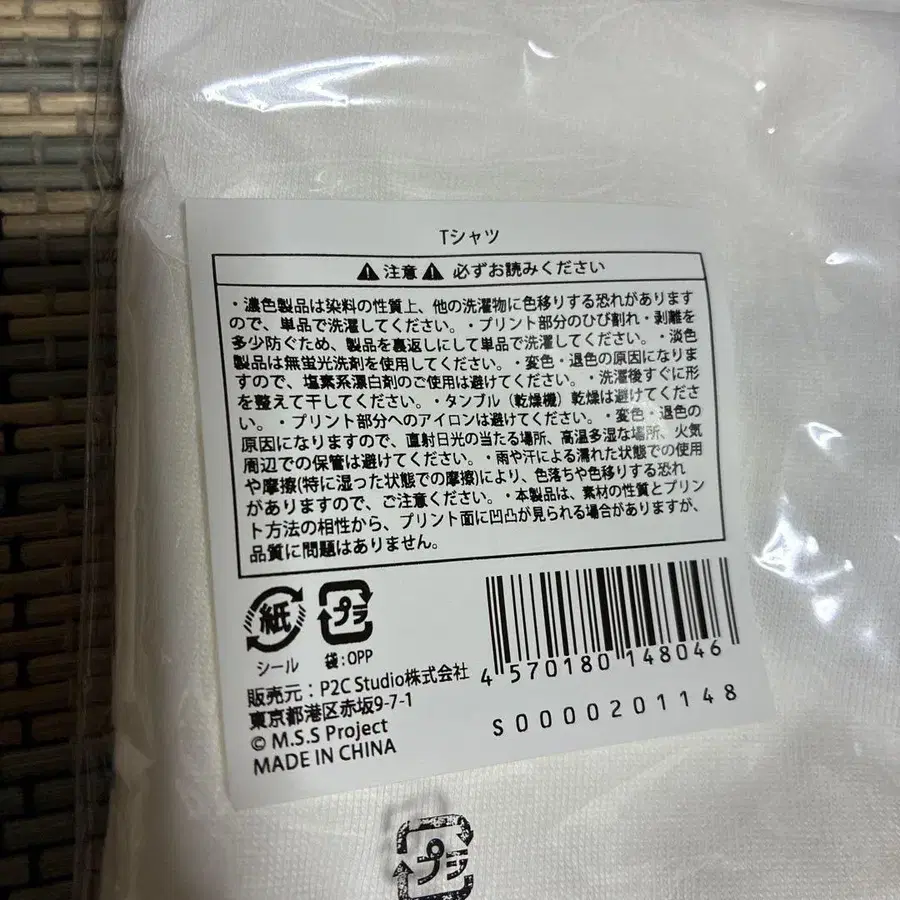 Tシャツ
⚠注意⚠ 必ずお読みください
・濃色製品は染料の性質上、他の洗濯物に色移りする恐れがあります
ので、単品で洗濯してください。・プリント部分のひび割れ・剥離を
多少防ぐため、製品を裏返しにして単品で洗濯してください。・淡色
製品は無蛍光洗剤を使用してください。・変色・退色の原因になりま
すので、塩素系漂白剤のご使用は避けてください。・洗濯後すぐに形
を整えて干してください。・タンブル（乾燥機）乾燥は避けてくださ
い。・プリント部分へのアイロンは避けてください。・変色・退色の
原因になりますので、直射日光の当たる場所、高温多湿な場所、火気
周辺での保管は避けてください。・雨や汗による濡れた状態での使用
や摩擦(特に湿った状態での摩擦)により、色落ちや色移りする恐れ
がありますので、ご注意ください。・本製品は、素材の性質とプリン
ト方法の相性から、プリント面に凹凸が見られる場合がありますが、
品質に問題はありません。
紙 プラ
シール 袋:OPP
販売元：P2C Studio株式会社
東京都港区赤坂9-7-1
© M.S.S Project
MADE IN CHINA
4 570180 148046
S0000201148
プラ